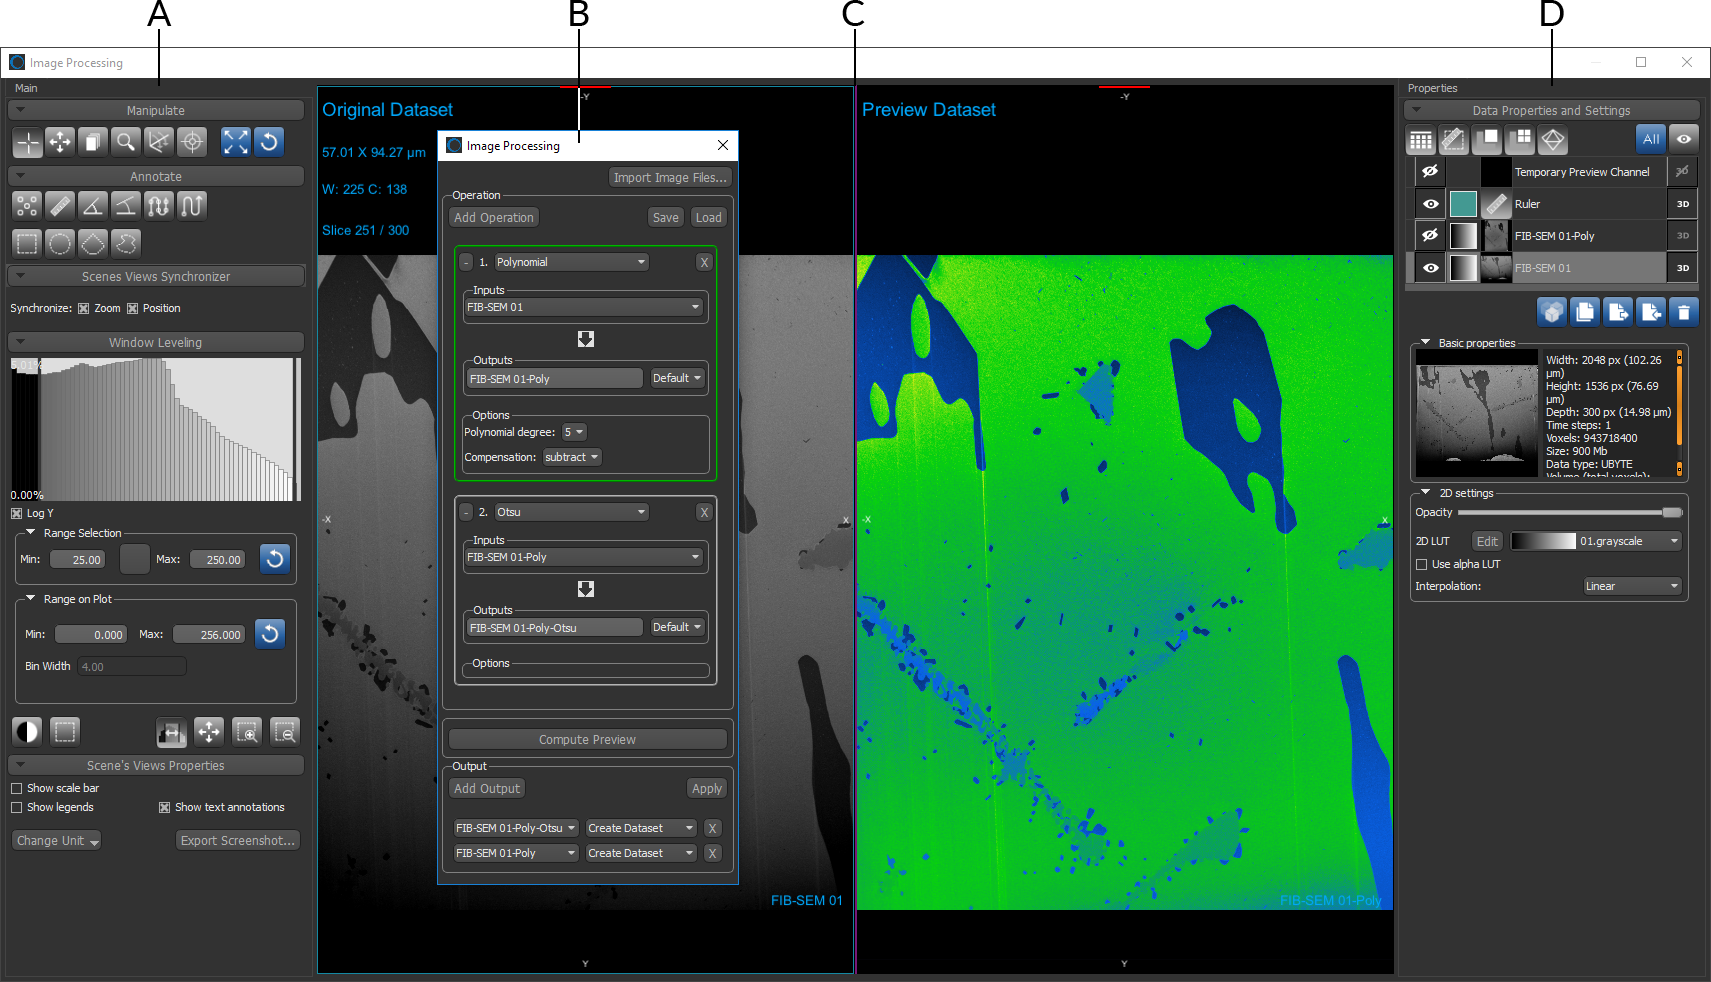 A
B
C
D
Image Processing
Main
Manipulate
Annotate
Scenes Views Synchronizer
Synchronize: Zoom Position
Window Leveling
0.00%
Log Y
Range Selection
Min: 25.00 Max: 250.00
Range on Plot
Min: 0.000 Max: 256.000
Bin Width 4.00
Scene's Views Properties
Show scale bar
Show legends Show text annotations
Change Unit Export Screenshot...
Original Dataset
57.01 X 94.27 µm
W: 225 C: 138
Slice 251 / 300
-Y
-X
X
FIB-SEM 01
Y
Image Processing
Import Image Files...
Operation
Add Operation Save Load
- 1. Polynomial X
Inputs
FIB-SEM 01
Outputs
FIB-SEM 01-Poly Default
Options
Polynomial degree: 5
Compensation: subtract
- 2. Otsu X
Inputs
FIB-SEM 01-Poly
Outputs
FIB-SEM 01-Poly-Otsu Default
Options
Compute Preview
Output
Add Output Apply
FIB-SEM 01-Poly-Otsu Create Dataset X
FIB-SEM 01-Poly Create Dataset X
Preview Dataset
-Y
-X
X
FIB-SEM 01-Poly
Y
Properties
Data Properties and Settings
All
Temporary Preview Channel 3D
Ruler 3D
FIB-SEM 01-Poly 3D
FIB-SEM 01 3D
Basic properties
Width: 2048 px (102.26
µm)
Height: 1536 px (76.69
µm)
Depth: 300 px (14.98 µm)
Time steps: 1
Voxels: 943718400
Size: 900 Mb
Data type: UBYTE
Volume (total voxels):
2D settings
Opacity
2D LUT Edit 01.grayscale
Use alpha LUT
Interpolation: Linear